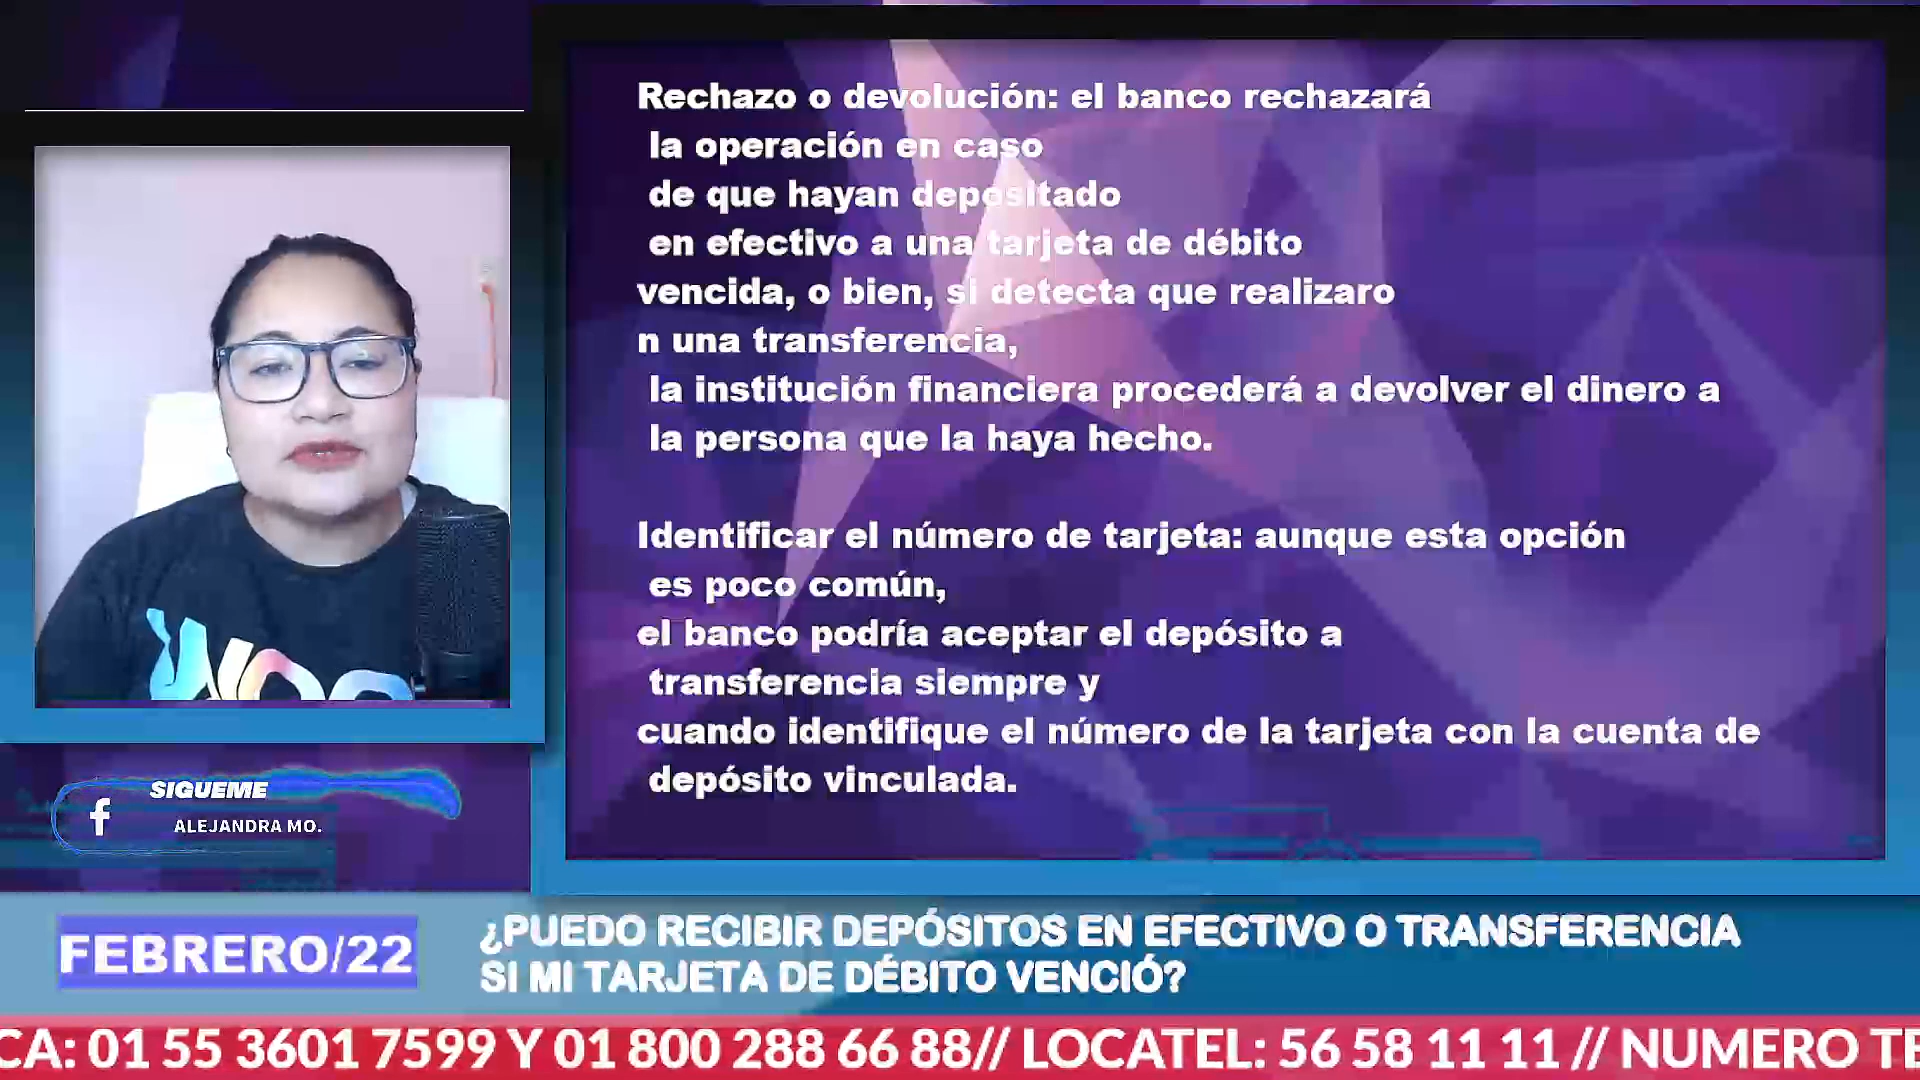 Rechazo o devolución: el banco rechazará
la operación en caso
de que hayan depositado
en efectivo a una tarjeta de débito
vencida, o bien, si detecta que realizaro
n una transferencia,
la institución financiera procederá a devolver el dinero a
la persona que la haya hecho.
Identificar el número de tarjeta: aunque esta opción
es poco común,
el banco podría aceptar el depósito a
transferencia siempre y
cuando identifique el número de la tarjeta con la cuenta de
depósito vinculada.
SIGUEME
f
ALEJANDRA MO.
FEBRERO/22
¿PUEDO RECIBIR DEPÓSITOS EN EFECTIVO O TRANSFERENCIA
SI MI TARJETA DE DÉBITO VENCIÓ?
CA: 01 55 3601 7599 Y 01 800 288 66 88// LOCATEL: 56 58 11 11 // NUMERO TE